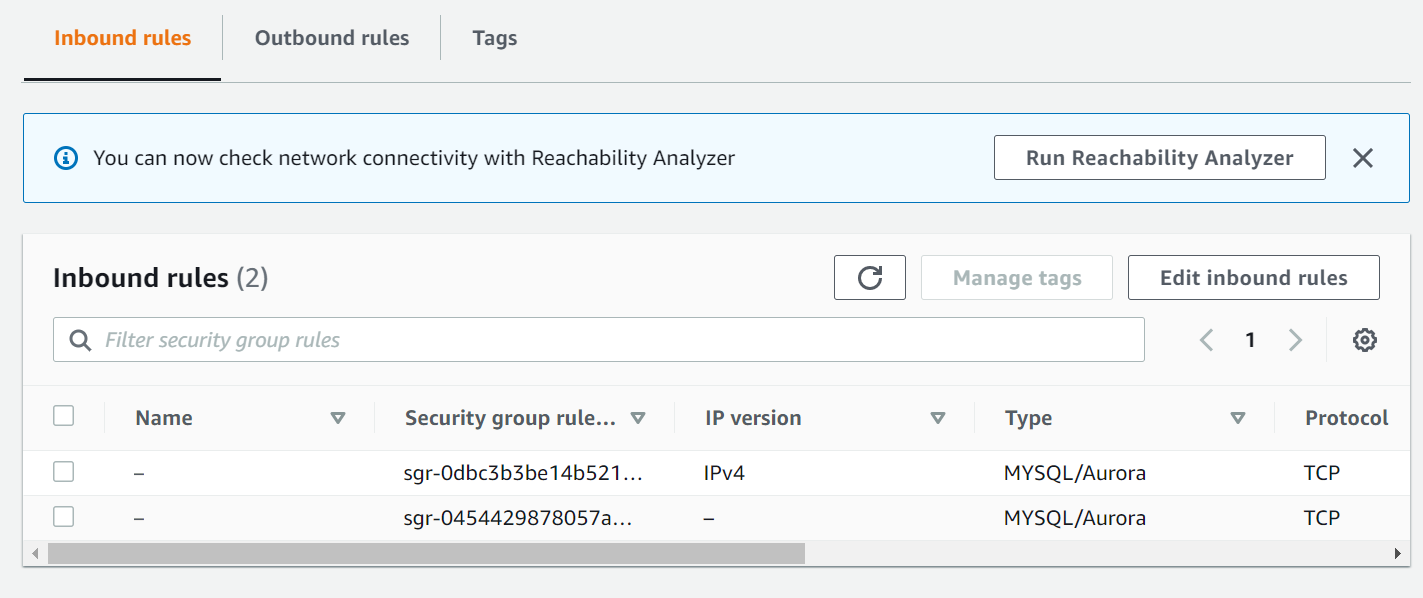 Inbound rules Outbound rules Tags
You can now check network connectivity with Reachability Analyzer Run Reachability Analyzer
Inbound rules (2) Manage tags Edit inbound rules
Filter security group rules 1
Name Security group rule... IP version Type Protocol
– sgr-0dbc3b3be14b521... IPv4 MYSQL/Aurora TCP
– sgr-0454429878057a... – MYSQL/Aurora TCP